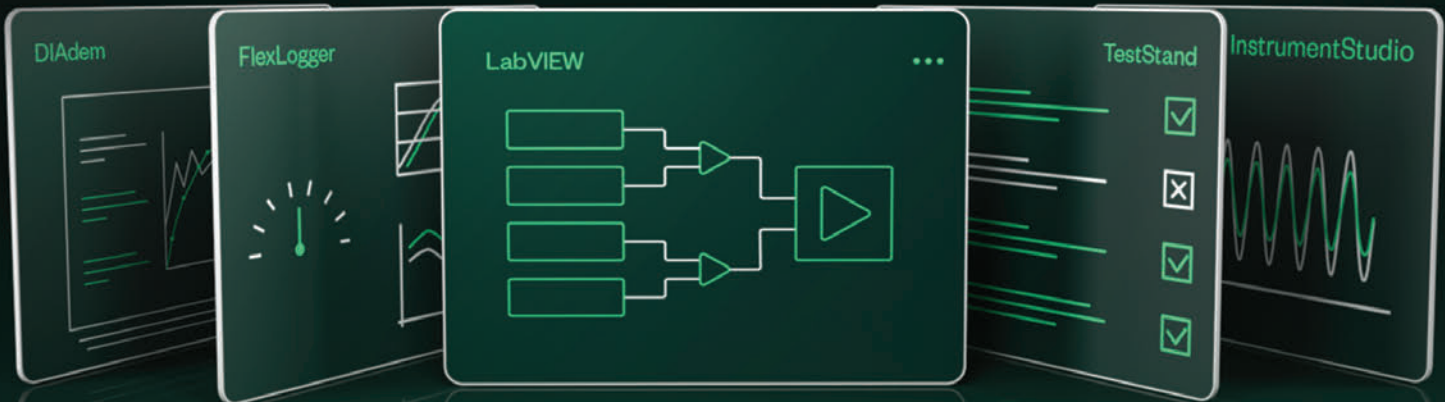 DIAdem
FlexLogger
LabVIEW
TestStand
InstrumentStudio